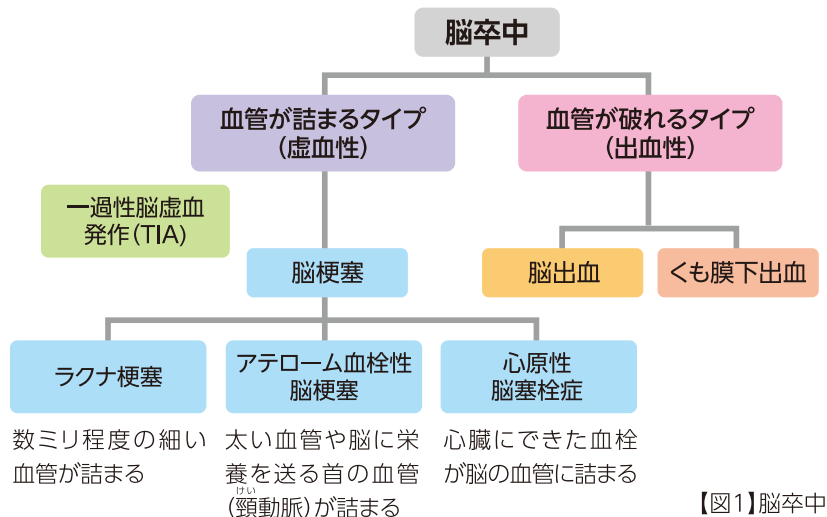 脳卒中
血管が詰まるタイプ
(虚血性)
血管が破れるタイプ
(出血性)
一過性脳虚血
発作(TIA)
脳梗塞
脳出血
くも膜下出血
ラクナ梗塞
アテローム血栓性
脳梗塞
心原性
脳塞栓症
数ミリ程度の細い
血管が詰まる
太い血管や脳に栄
養を送る首の血管
けい
(頸動脈)が詰まる
心臓にできた血栓
が脳の血管に詰まる
【図1】脳卒中